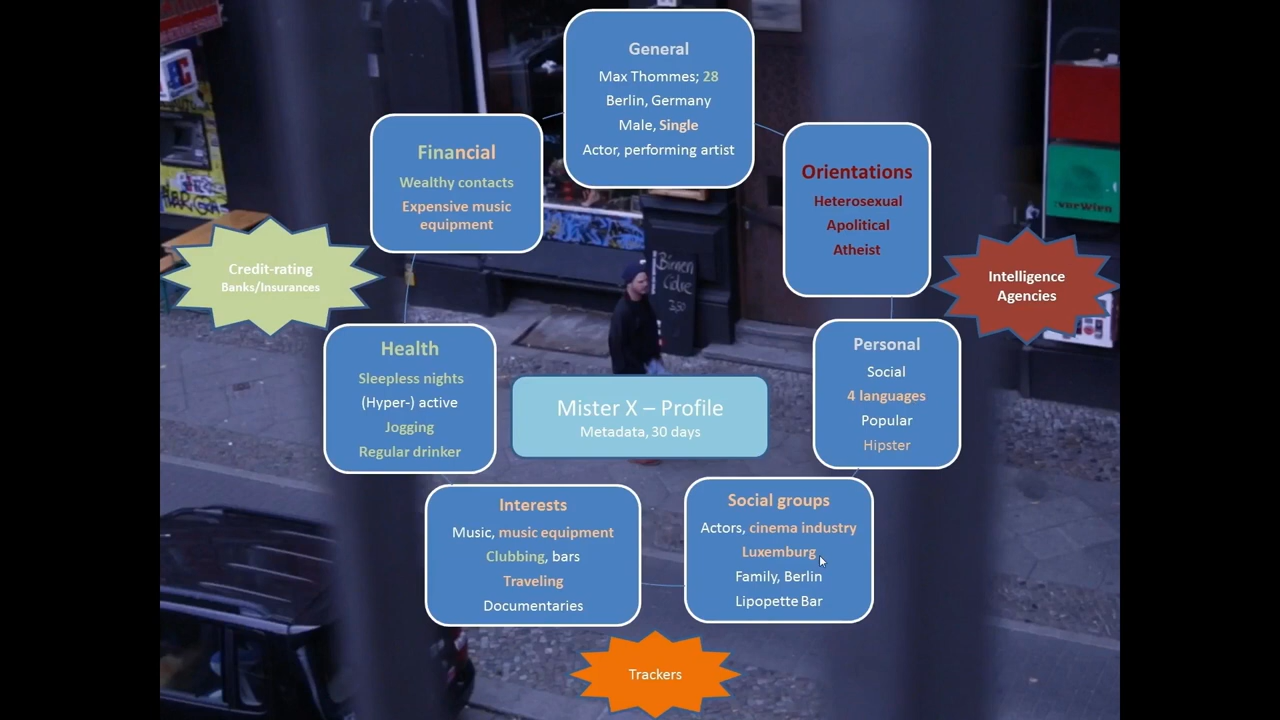 General
Max Thommes; 28
Berlin, Germany
Male, Single
Actor, performing artist
Financial
Wealthy contacts
Expensive music
equipment
Orientations
Heterosexual
Apolitical
Atheist
Credit-rating
Banks/Insurances
Binnen
Cidre
Intelligence
Agencies
Health
Sleepless nights
(Hyper-) active
Jogging
Regular drinker
Mister X – Profile
Metadata, 30 days
Personal
Social
4 languages
Popular
Hipster
Interests
Music, music equipment
Clubbing, bars
Traveling
Documentaries
Social groups
Actors, cinema industry
Luxemburg
Family, Berlin
Lipopette Bar
Trackers